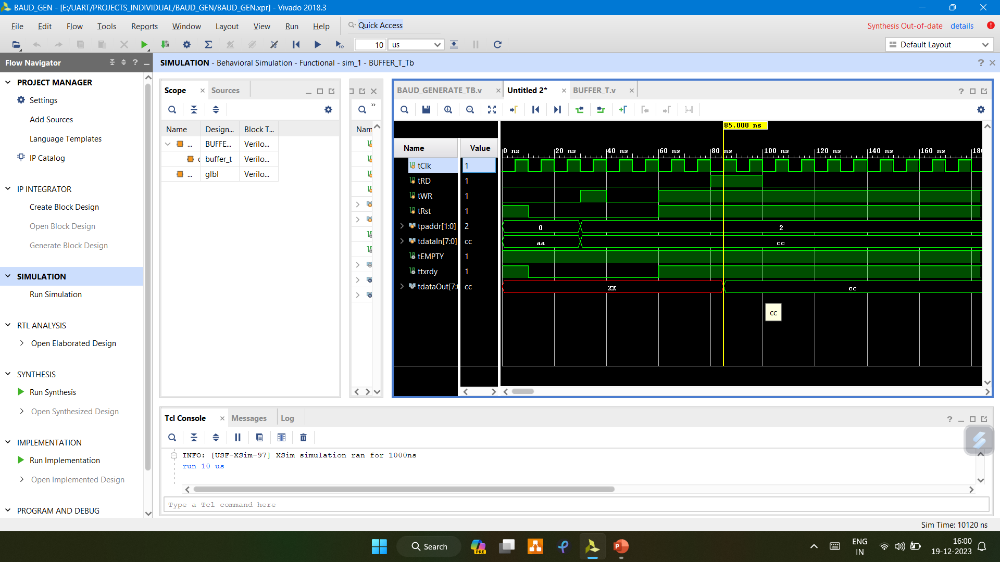 BAUD_GEN - [E:/UART/PROJECTS_INDIVIDUAL/BAUD_GEN/BAUD_GEN.xpr] - Vivado 2018.3
File Edit Flow Tools Reports Window Layout View Run Help Quick Access
Synthesis Out-of-date details
10 us
Default Layout
Flow Navigator
PROJECT MANAGER
Settings
Add Sources
Language Templates
IP Catalog
IP INTEGRATOR
Create Block Design
Open Block Design
Generate Block Design
SIMULATION
Run Simulation
RTL ANALYSIS
Open Elaborated Design
SYNTHESIS
Run Synthesis
Open Synthesized Design
IMPLEMENTATION
Run Implementation
Open Implemented Design
PROGRAM AND DEBUG
SIMULATION - Behavioral Simulation - Functional - sim_1 - BUFFER_T_Tb
Scope Sources
Name Design... Block T...
... BUFFE... Verilo...
buffer_t Verilo...
... glbl Verilo...
Nam
BAUD_GENERATE_TB.v Untitled 2* BUFFER_T.v
85.000 ns
Name Value
0 ns 20 ns 40 ns 60 ns 80 ns 100 ns 120 ns 140 ns 160 ns 180
tClk 1
tRD 1
tWR 1
tRst 1
tpaddr[1:0] 2 0 2
tdataIn[7:0] cc aa cc
tEMPTY 1
ttxrdy 1
tdataOut[7:0 cc XX cc
cc
Tcl Console Messages Log
INFO: [USF-XSim-97] XSim simulation ran for 1000ns
run 10 us
Type a Tcl command here
Sim Time: 10120 ns
Search
PRE
ENG
IN
16:00
19-12-2023